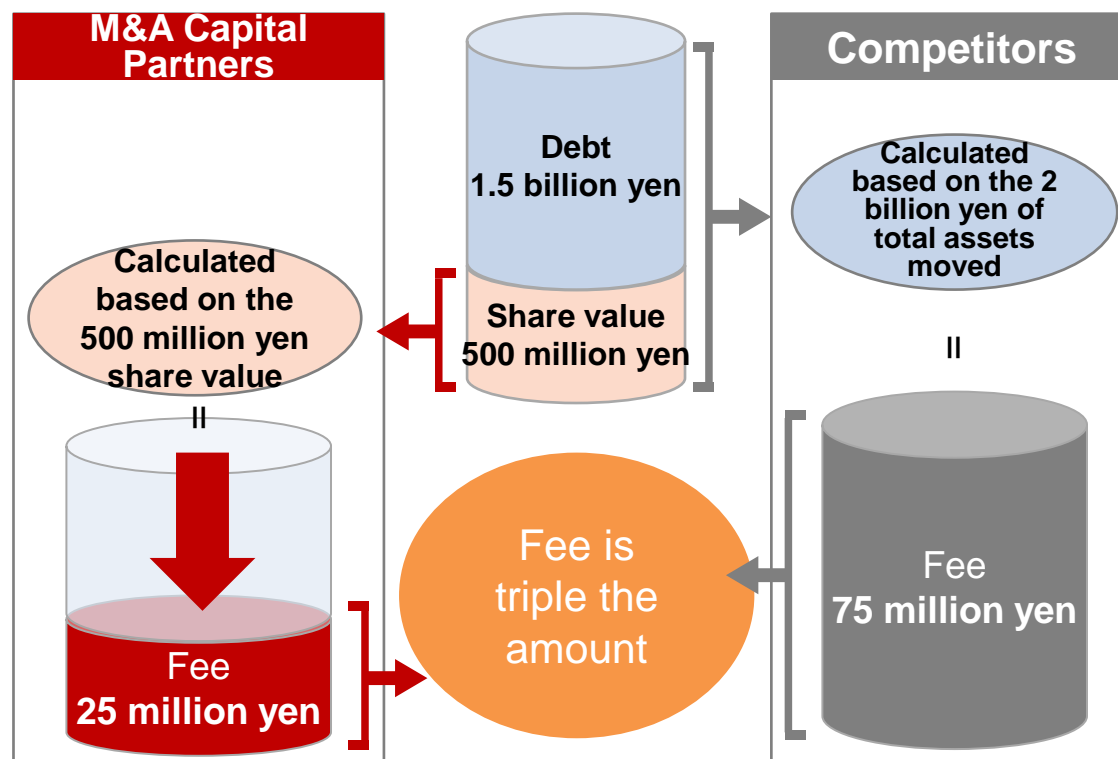 M&A Capital
Partners
Calculated
based on the
500 million yen
share value
=
Fee
25 million yen
Debt
1.5 billion yen
Share value
500 million yen
Fee is
triple the
amount
Competitors
Calculated
based on the 2
billion yen of
total assets
moved
=
Fee
75 million yen